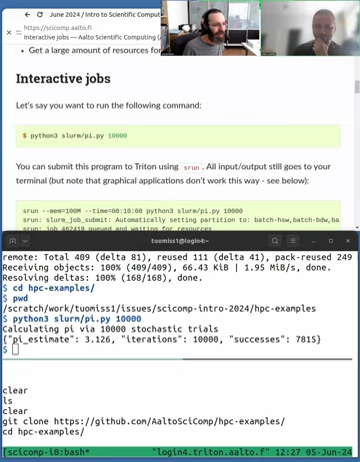 June 2024 / Intro to Scientific Comput
https://scicomp.aalto.fi
Interactive jobs — Aalto Scientific Computing (A
Get a large amount of resources for
Interactive jobs
Let's say you want to run the following command:
$ python3 slurm/pi.py 10000
You can submit this program to Triton using srun. All input/output still goes to your
terminal (but note that graphical applications don't work this way - see below):
srun --mem=100M --time=00:10:00 python3 slurm/pi.py 10000
srun: slurm_job_submit: Automatically setting partition to: batch-hsw,batch-bdw,ba
srun: job 462418 queued and waiting for resources
tuomiss1@login4:~
remote: Total 409 (delta 81), reused 111 (delta 41), pack-reused 249
Receiving objects: 100% (409/409), 66.43 KiB | 1.95 MiB/s, done.
Resolving deltas: 100% (168/168), done.
$ cd hpc-examples/
$ pwd
/scratch/work/tuomiss1/issues/scicomp-intro-2024/hpc-examples
$ python3 slurm/pi.py 10000
Calculating pi via 10000 stochastic trials
{"pi_estimate": 3.126, "iterations": 10000, "successes": 7815}
$
clear
ls
clear
git clone https://github.com/AaltoSciComp/hpc-examples/
cd hpc-examples/
[scicomp-i0:bash* "login4.triton.aalto.f" 12:27 05-Jun-24